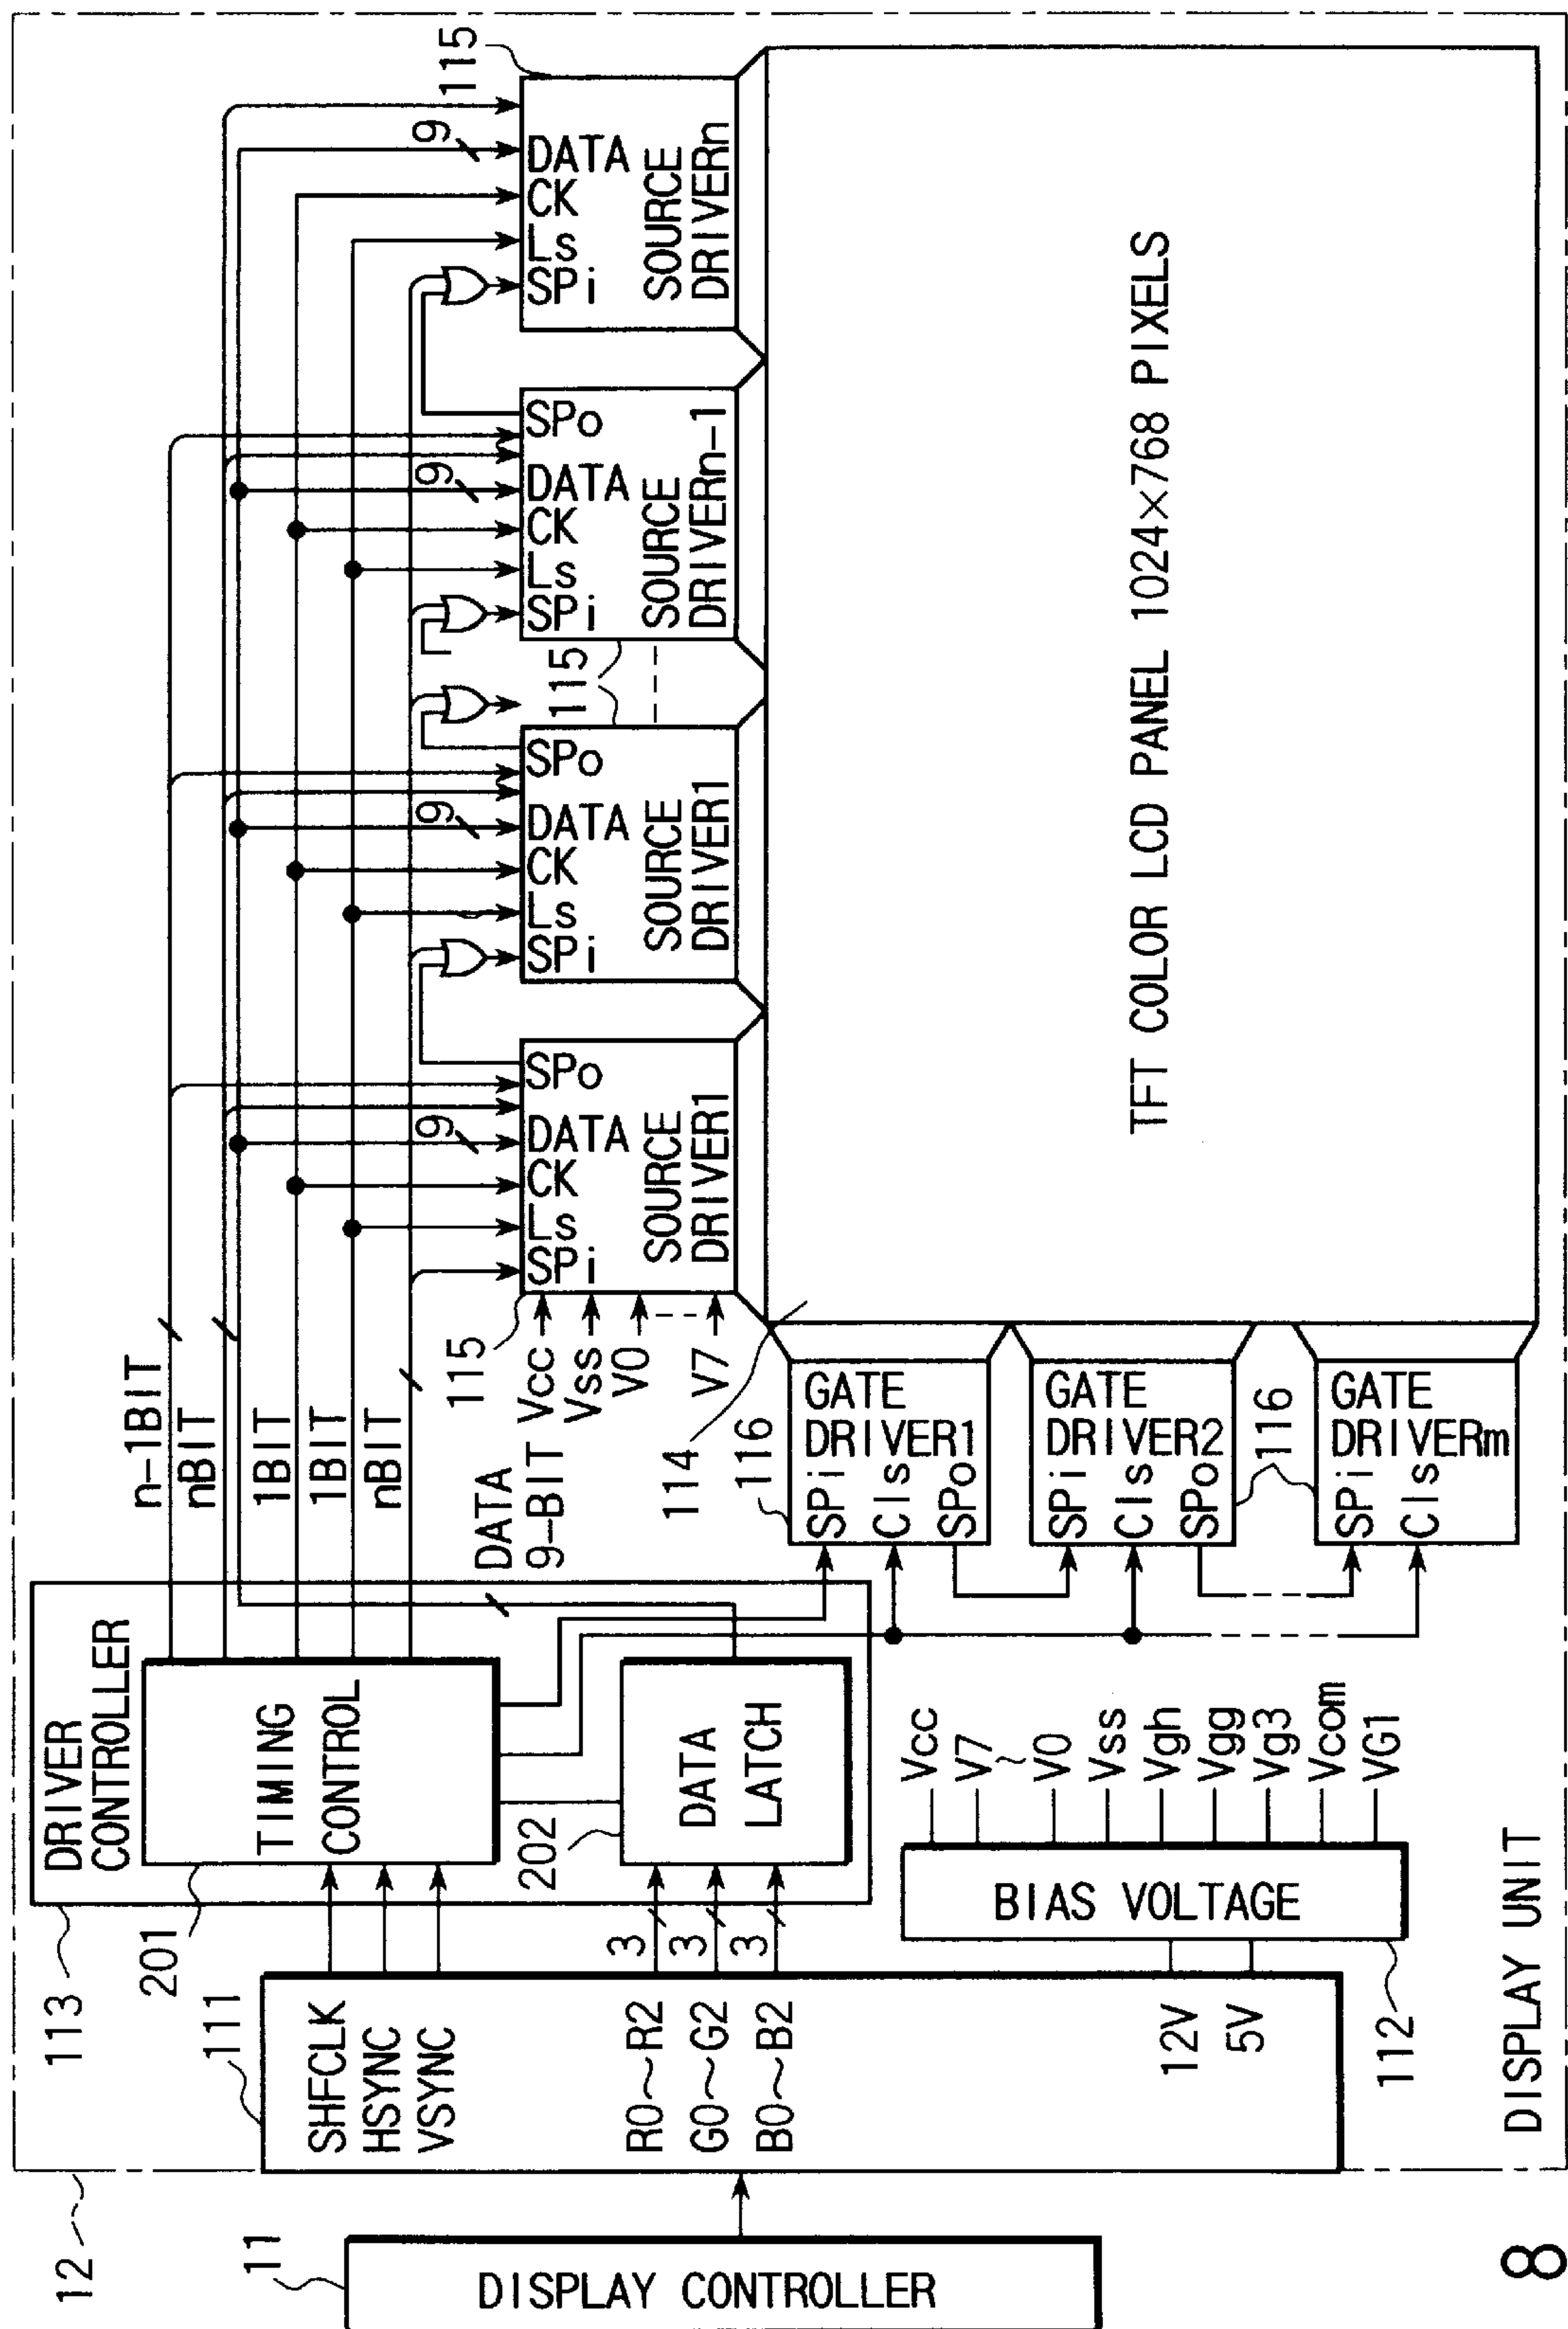 12
11
DISPLAY CONTROLLER
111
SHFCLK
HSYNC
VSYNC
R0~R2
G0~G2
B0~B2
12V
5V
3
3
3
113
DRIVER
CONTROLLER
201
TIMING
CONTROL
202
DATA
LATCH
BIAS VOLTAGE
112
Vcc
V7
V0
Vss
Vgh
Vgg
Vg3
Vcom
VG1
n-1BIT
nBIT
1BIT
1BIT
nBIT
DATA
9-BIT
115
Vcc
Vss
V0
V7
114
116
GATE
DRIVER1
SPi
Cls
SPo
GATE
DRIVER2
SPi
Cls
SPo
116
GATE
DRIVERm
SPi
Cls
9
SPi
Ls
CK
DATA
SPo
SOURCE
DRIVER1
9
SPi
Ls
CK
DATA
SPo
SOURCE
DRIVER1
115
9
SPi
Ls
CK
DATA
SPo
SOURCE
DRIVERn-1
9
115
SPi
Ls
CK
DATA
SOURCE
DRIVERn
TFT COLOR LCD PANEL 1024×768 PIXELS
DISPLAY UNIT
8